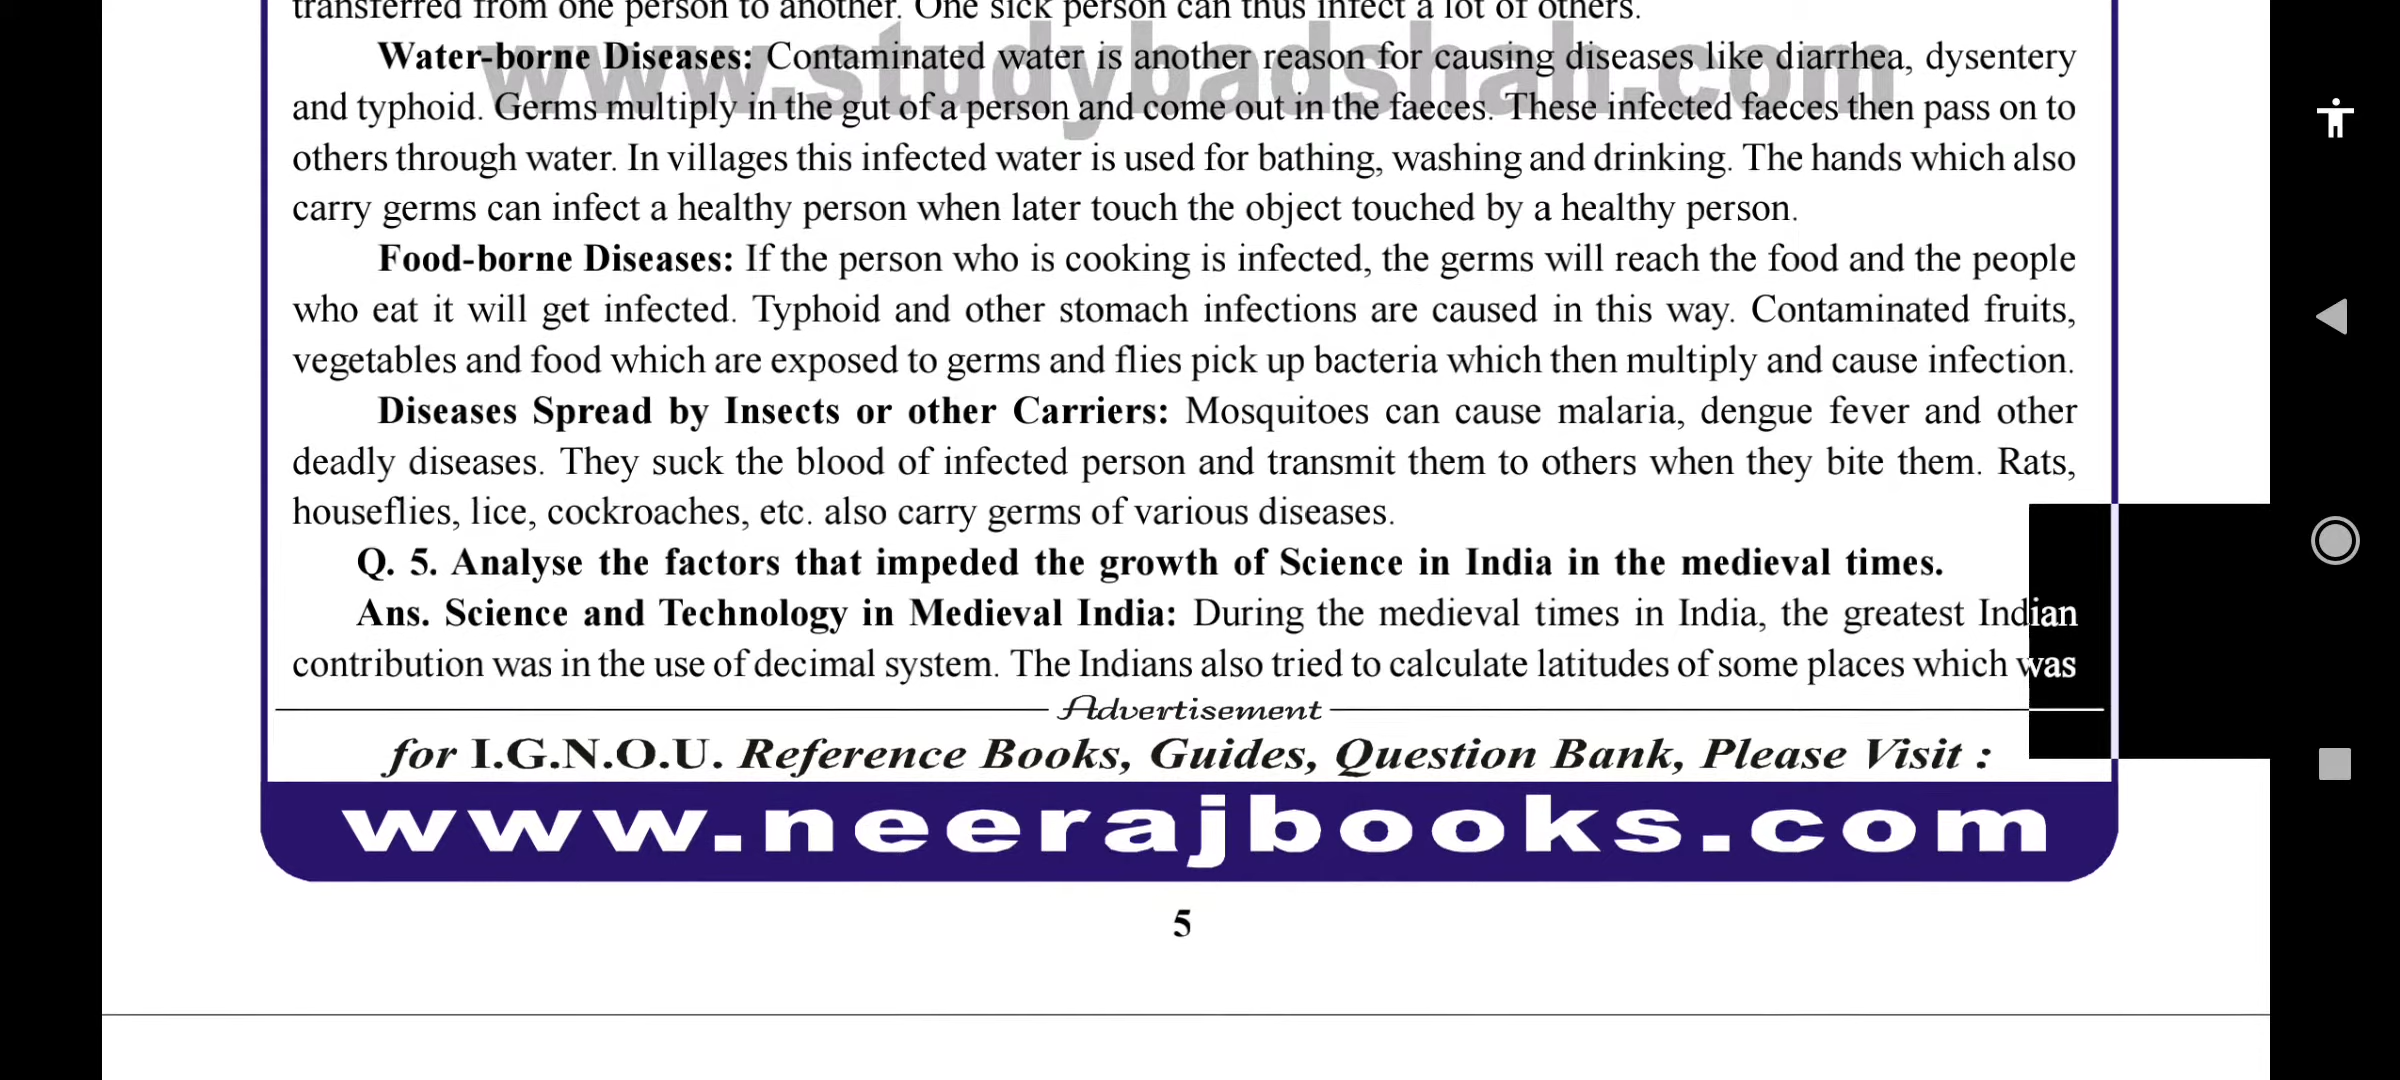 transferred from one person to another. One sick person can thus infect a lot of others.
www.studybadshah.com
Water-borne Diseases: Contaminated water is another reason for causing diseases like diarrhea, dysentery
and typhoid. Germs multiply in the gut of a person and come out in the faeces. These infected faeces then pass on to
others through water. In villages this infected water is used for bathing, washing and drinking. The hands which also
carry germs can infect a healthy person when later touch the object touched by a healthy person.
Food-borne Diseases: If the person who is cooking is infected, the germs will reach the food and the people
who eat it will get infected. Typhoid and other stomach infections are caused in this way. Contaminated fruits,
vegetables and food which are exposed to germs and flies pick up bacteria which then multiply and cause infection.
Diseases Spread by Insects or other Carriers: Mosquitoes can cause malaria, dengue fever and other
deadly diseases. They suck the blood of infected person and transmit them to others when they bite them. Rats,
houseflies, lice, cockroaches, etc. also carry germs of various diseases.
Q. 5. Analyse the factors that impeded the growth of Science in India in the medieval times.
Ans. Science and Technology in Medieval India: During the medieval times in India, the greatest Indian
contribution was in the use of decimal system. The Indians also tried to calculate latitudes of some places which was
Advertisement
for I.G.N.O.U. Reference Books, Guides, Question Bank, Please Visit :
www.neerajbooks.com
5